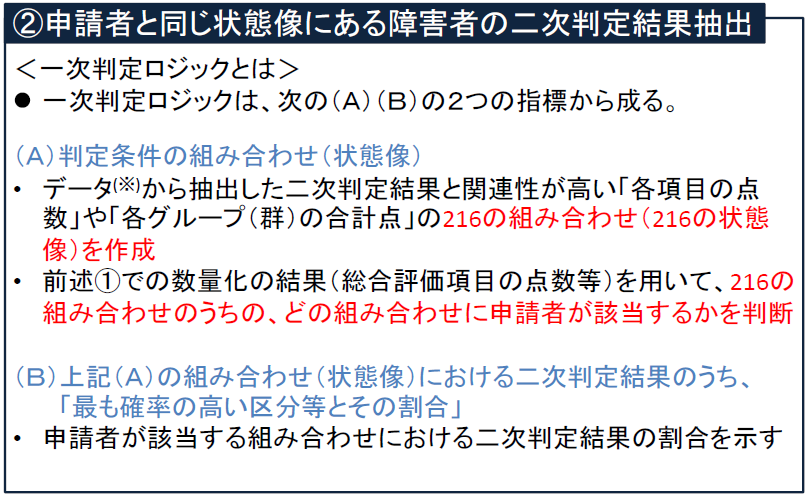 ②申請者と同じ状態像にある障害者の二次判定結果抽出
＜一次判定ロジックとは＞
● 一次判定ロジックは、次の（A）（B）の２つの指標から成る。
（A）判定条件の組み合わせ（状態像）
• データ(※)から抽出した二次判定結果と関連性が高い「各項目の点
数」や「各グループ（群）の合計点」の216の組み合わせ（216の状態
像）を作成
• 前述①での数量化の結果（総合評価項目の点数等）を用いて、216の
組み合わせのうちの、どの組み合わせに申請者が該当するかを判断
（B）上記（A）の組み合わせ（状態像）における二次判定結果のうち、
「最も確率の高い区分等とその割合」
• 申請者が該当する組み合わせにおける二次判定結果の割合を示す